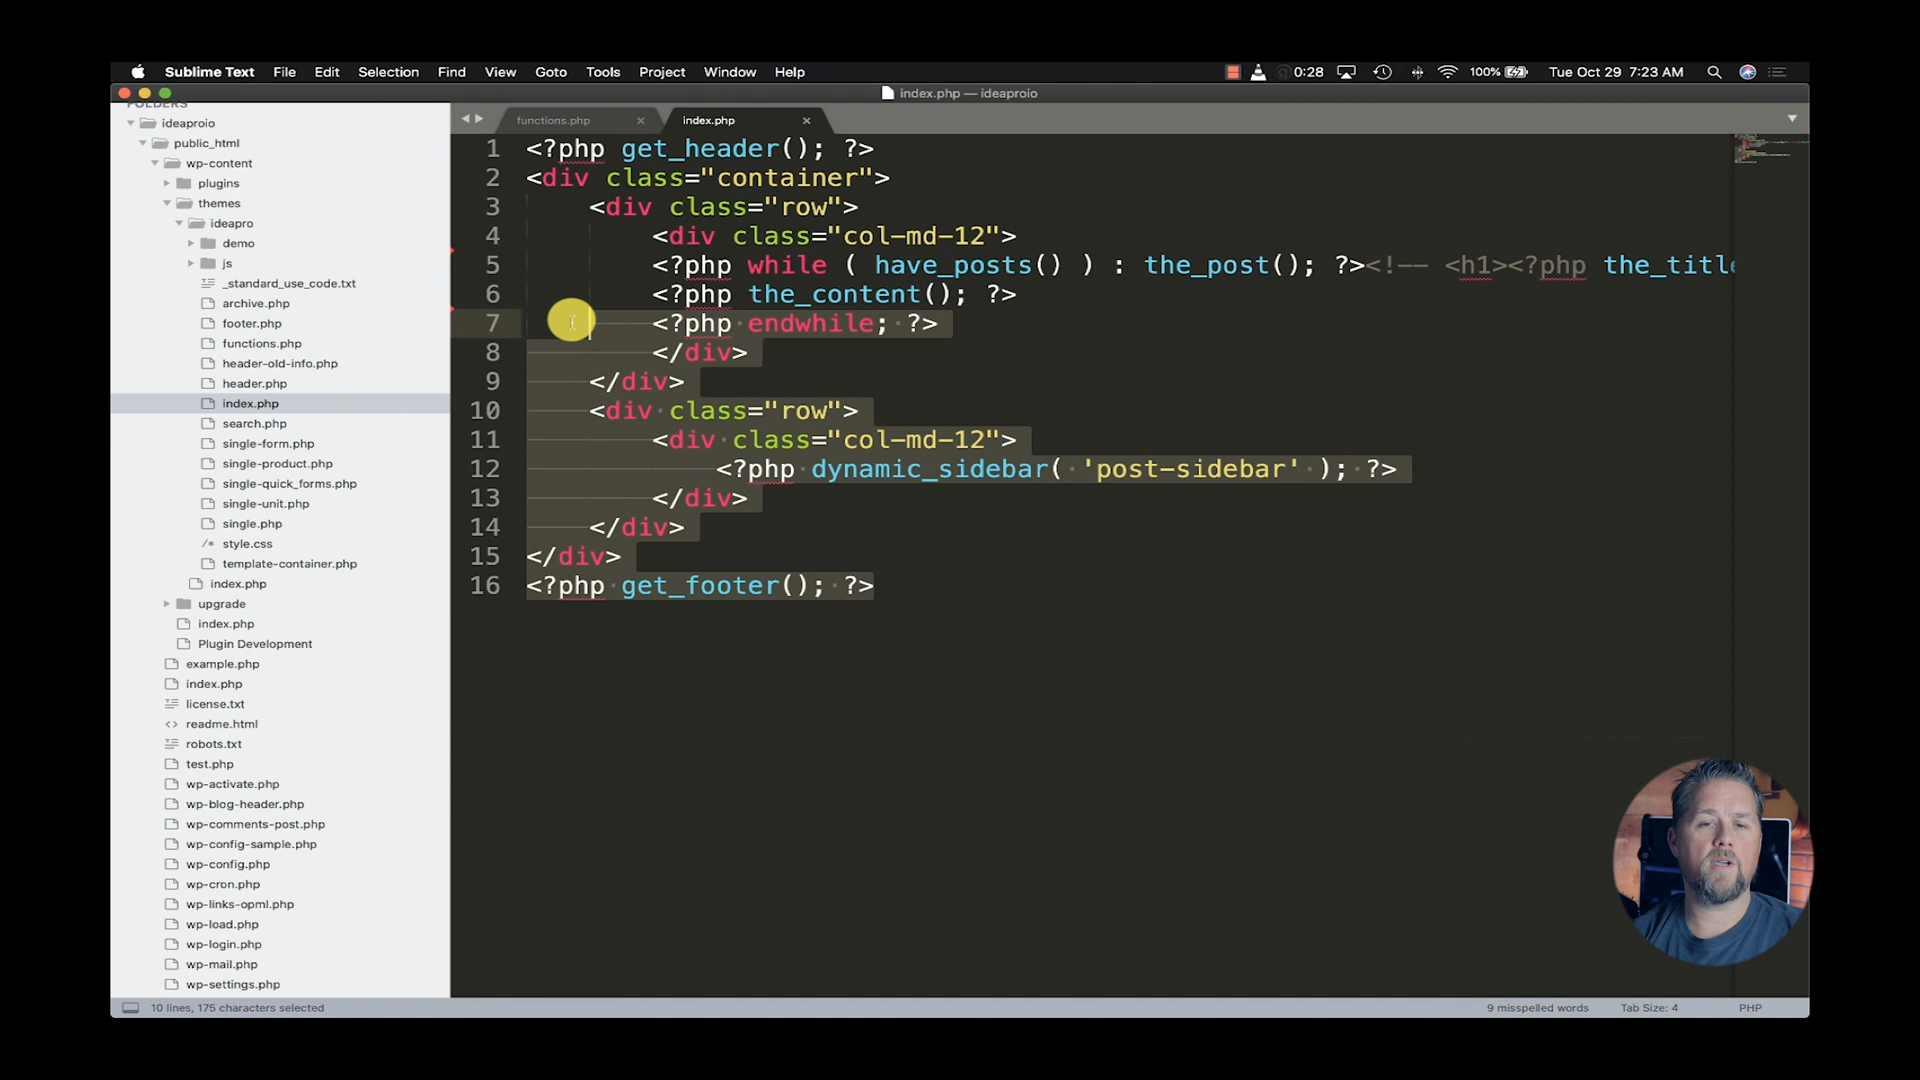 Sublime Text File Edit Selection Find View Goto Tools Project Window Help 0:28 100% Tue Oct 29 7:23 AM
index.php — ideaproio
FOLDERS
ideaproio
public_html
wp-content
plugins
themes
ideapro
demo
js
_standard_use_code.txt
archive.php
footer.php
functions.php
header-old-info.php
header.php
index.php
search.php
single-form.php
single-product.php
single-quick_forms.php
single-unit.php
single.php
style.css
template-container.php
index.php
upgrade
index.php
Plugin Development
example.php
index.php
license.txt
readme.html
robots.txt
test.php
wp-activate.php
wp-blog-header.php
wp-comments-post.php
wp-config-sample.php
wp-config.php
wp-cron.php
wp-links-opml.php
wp-load.php
wp-login.php
wp-mail.php
wp-settings.php
functions.php index.php
1 <?php get_header(); ?>
2 <div class="container">
3 <div class="row">
4 <div class="col-md-12">
5 <?php while ( have_posts() ) : the_post(); ?><!-- <h1><?php the_title
6 <?php the_content(); ?>
7 <?php endwhile; ?>
8 </div>
9 </div>
10 <div class="row">
11 <div class="col-md-12">
12 <?php dynamic_sidebar( 'post-sidebar' ); ?>
13 </div>
14 </div>
15 </div>
16 <?php get_footer(); ?>
10 lines, 175 characters selected 9 misspelled words Tab Size: 4 PHP